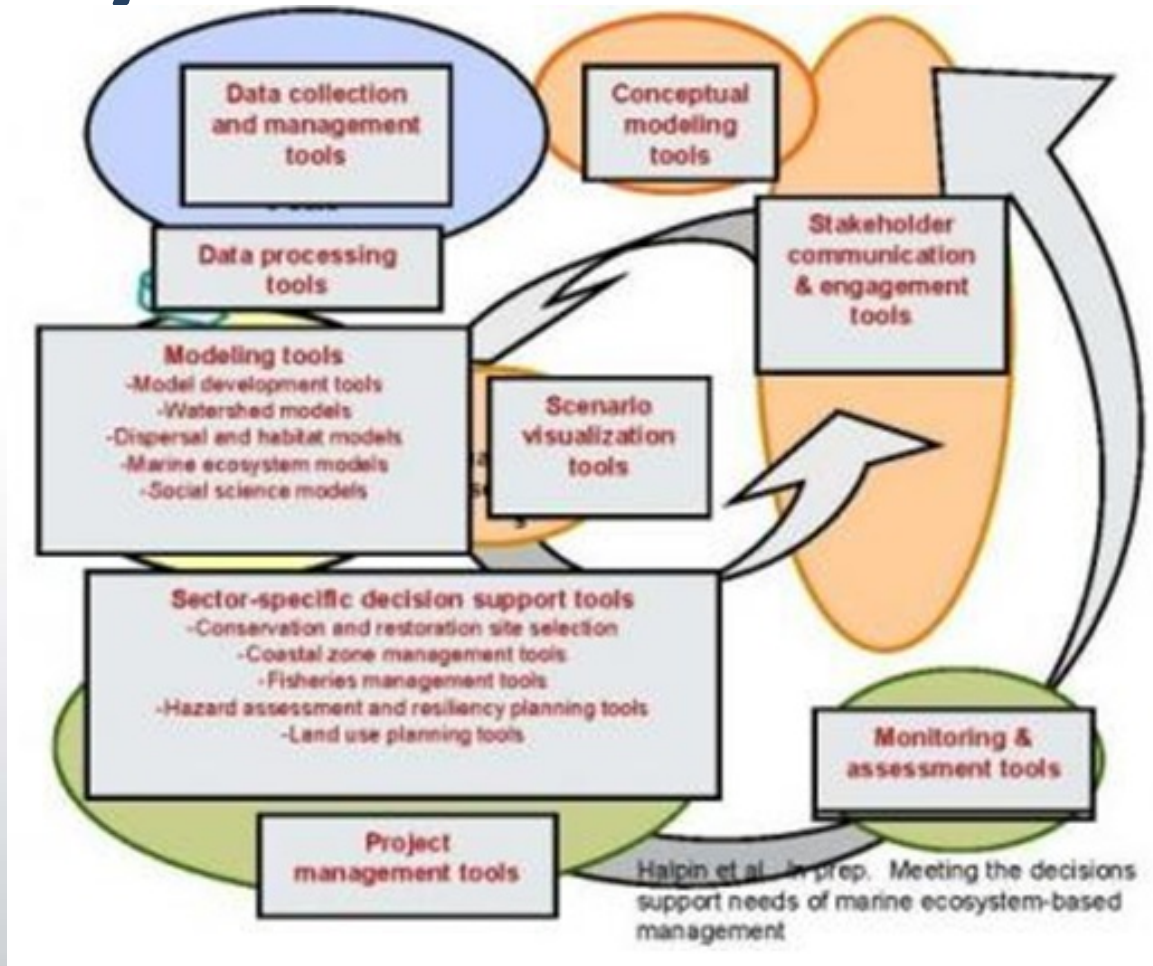 Data collection
and management
tools
Conceptual
modeling
tools
Data processing
tools
Stakeholder
communication
& engagement
tools
Modeling tools
-Model development tools
-Watershed models
-Dispersal and habitat models
-Marine ecosystem models
-Social science models
Scenario
visualization
tools
Sector-specific decision support tools
-Conservation and restoration site selection
-Coastal zone management tools
-Fisheries management tools
-Hazard assessment and resiliency planning tools
-Land use planning tools
Monitoring &
assessment tools
Project
management tools
Halpin et al. In prep. Meeting the decisions
support needs of marine ecosystem-based
management